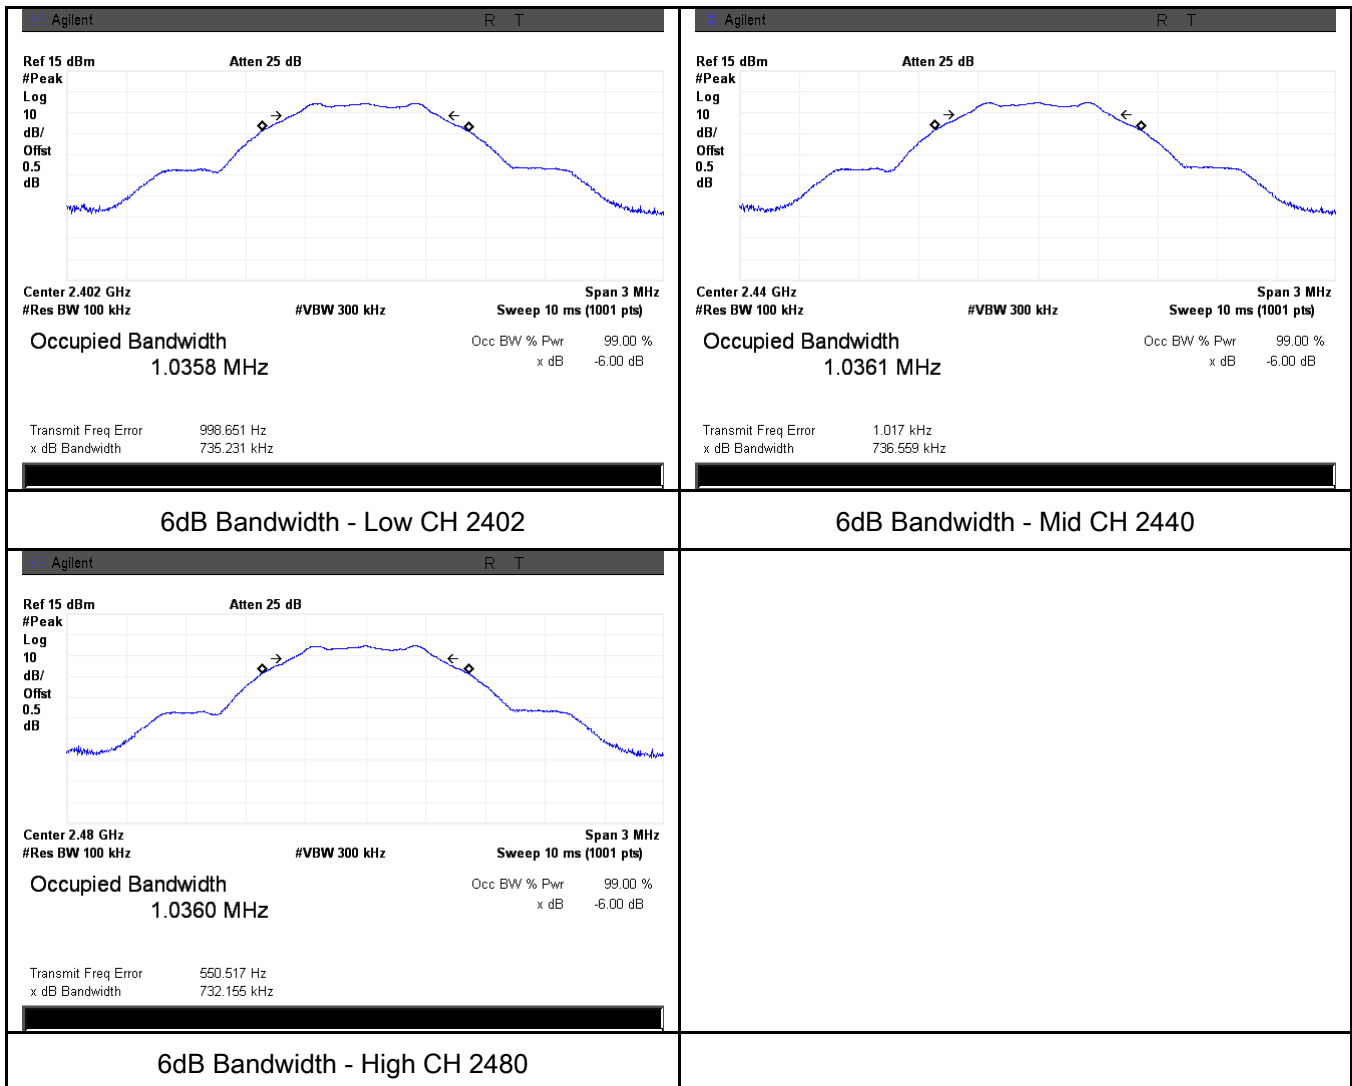 Agilent R T
Ref 15 dBm Atten 25 dB
#Peak
Log
10
dB/
Offst
0.5
dB
Center 2.402 GHz Span 3 MHz
#Res BW 100 kHz #VBW 300 kHz Sweep 10 ms (1001 pts)
Occupied Bandwidth Occ BW % Pwr 99.00 %
1.0358 MHz x dB -6.00 dB
Transmit Freq Error 998.651 Hz
x dB Bandwidth 735.231 kHz
6dB Bandwidth - Low CH 2402
Agilent R T
Ref 15 dBm Atten 25 dB
#Peak
Log
10
dB/
Offst
0.5
dB
Center 2.44 GHz Span 3 MHz
#Res BW 100 kHz #VBW 300 kHz Sweep 10 ms (1001 pts)
Occupied Bandwidth Occ BW % Pwr 99.00 %
1.0361 MHz x dB -6.00 dB
Transmit Freq Error 1.017 kHz
x dB Bandwidth 736.559 kHz
6dB Bandwidth - Mid CH 2440
Agilent R T
Ref 15 dBm Atten 25 dB
#Peak
Log
10
dB/
Offst
0.5
dB
Center 2.48 GHz Span 3 MHz
#Res BW 100 kHz #VBW 300 kHz Sweep 10 ms (1001 pts)
Occupied Bandwidth Occ BW % Pwr 99.00 %
1.0360 MHz x dB -6.00 dB
Transmit Freq Error 550.517 Hz
x dB Bandwidth 732.155 kHz
6dB Bandwidth - High CH 2480